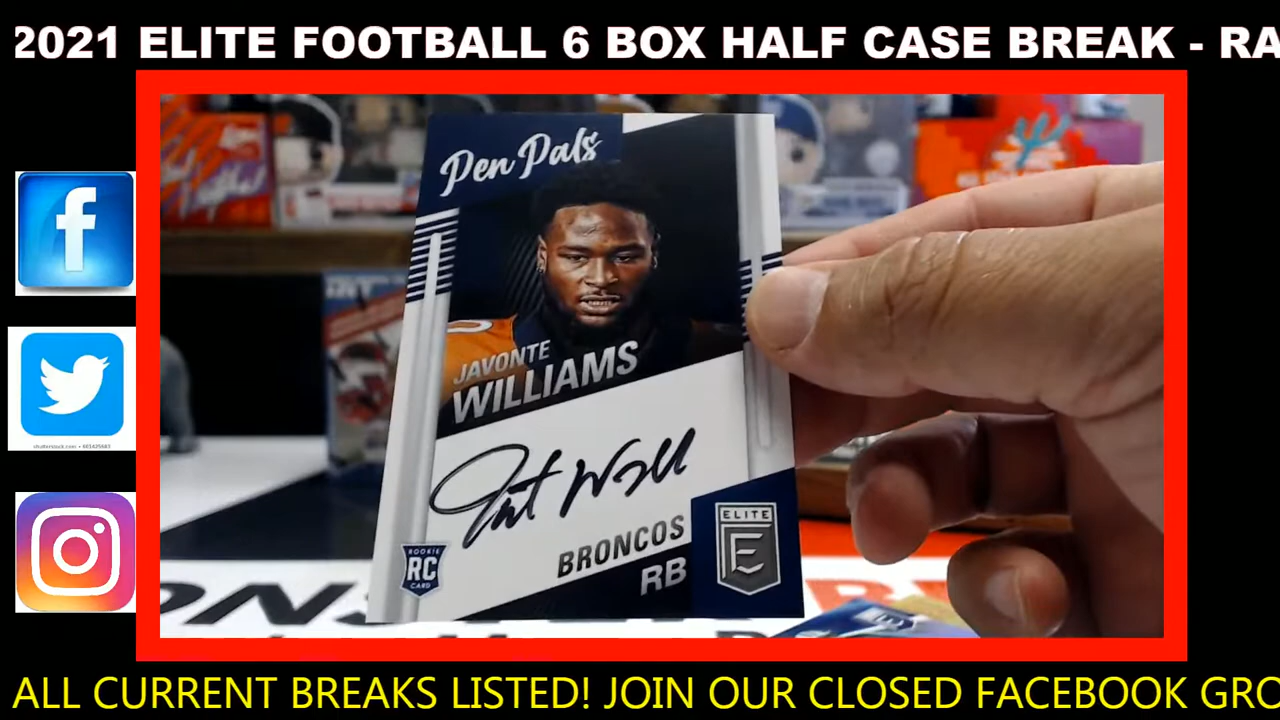 2021 ELITE FOOTBALL 6 BOX HALF CASE BREAK - RA
Pen Pals
JAVONTE
WILLIAMS
BRONCOS
RB
ELITE
E
ROOKIE
RC
CARD
ALL CURRENT BREAKS LISTED! JOIN OUR CLOSED FACEBOOK GRO